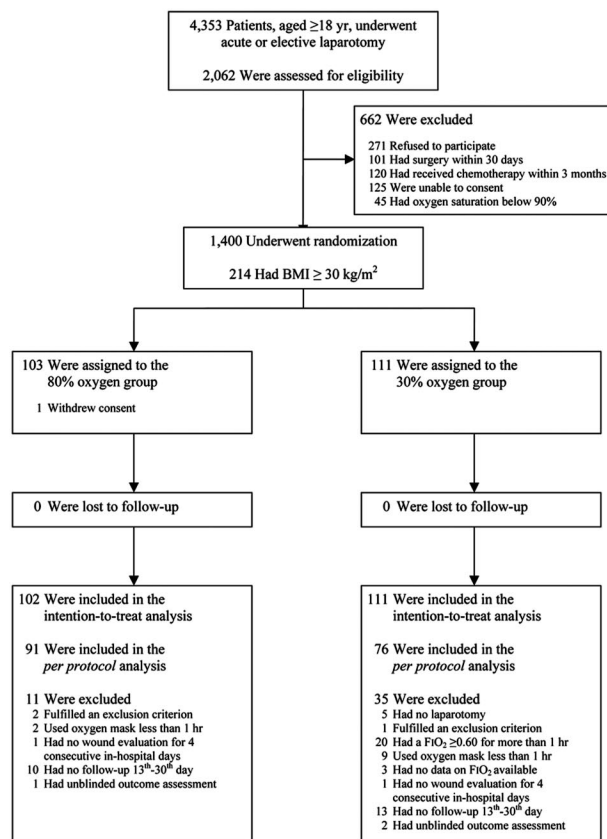 4,353 Patients, aged ≥18 yr, underwent
acute or elective laparotomy
2,062 Were assessed for eligibility
662 Were excluded
271 Refused to participate
101 Had surgery within 30 days
120 Had received chemotherapy within 3 months
125 Were unable to consent
45 Had oxygen saturation below 90%
1,400 Underwent randomization
214 Had BMI ≥ 30 kg/m²
103 Were assigned to the
80% oxygen group
1 Withdrew consent
111 Were assigned to the
30% oxygen group
0 Were lost to follow-up
0 Were lost to follow-up
102 Were included in the
intention-to-treat analysis
91 Were included in the
per protocol analysis
11 Were excluded
2 Fulfilled an exclusion criterion
2 Used oxygen mask less than 1 hr
1 Had no wound evaluation for 4
consecutive in-hospital days
10 Had no follow-up 13th-30th day
1 Had unblinded outcome assessment
111 Were included in the
intention-to-treat analysis
76 Were included in the
per protocol analysis
35 Were excluded
5 Had no laparotomy
1 Fulfilled an exclusion criterion
20 Had a FIO₂ ≥0.60 for more than 1 hr
9 Used oxygen mask less than 1 hr
3 Had no data on FIO₂ available
1 Had no wound evaluation for 4
consecutive in-hospital days
13 Had no follow-up 13th-30th day
2 Had unblinded outcome assessment